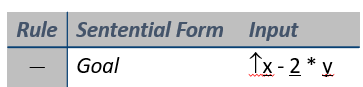 Rule Sentential Form Input
— Goal ↑x - 2 * y